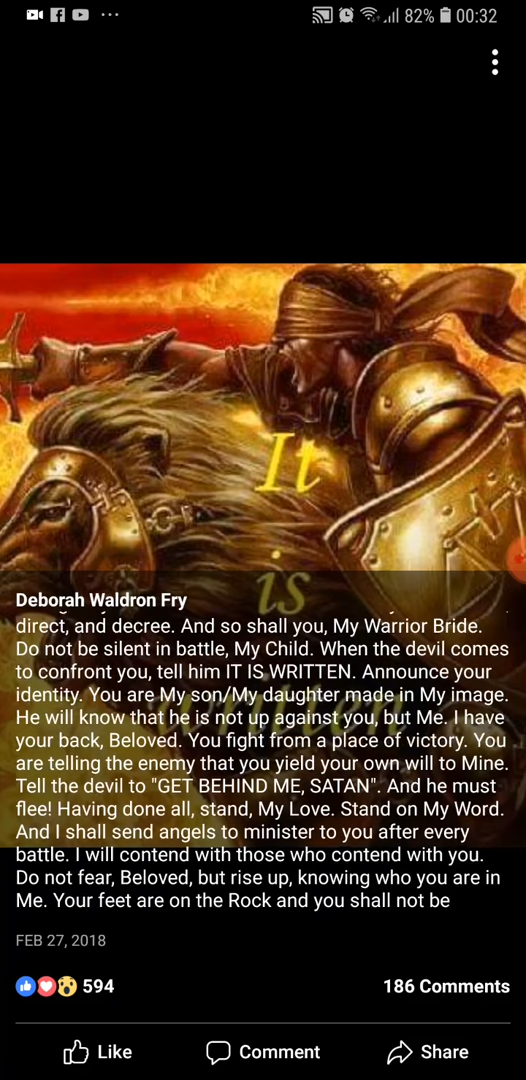 82% 00:32
It
is
written
Deborah Waldron Fry
direct, and decree. And so shall you, My Warrior Bride.
Do not be silent in battle, My Child. When the devil comes
to confront you, tell him IT IS WRITTEN. Announce your
identity. You are My son/My daughter made in My image.
He will know that he is not up against you, but Me. I have
your back, Beloved. You fight from a place of victory. You
are telling the enemy that you yield your own will to Mine.
Tell the devil to "GET BEHIND ME, SATAN". And he must
flee! Having done all, stand, My Love. Stand on My Word.
And I shall send angels to minister to you after every
battle. I will contend with those who contend with you.
Do not fear, Beloved, but rise up, knowing who you are in
Me. Your feet are on the Rock and you shall not be
FEB 27, 2018
594
186 Comments
Like
Comment
Share